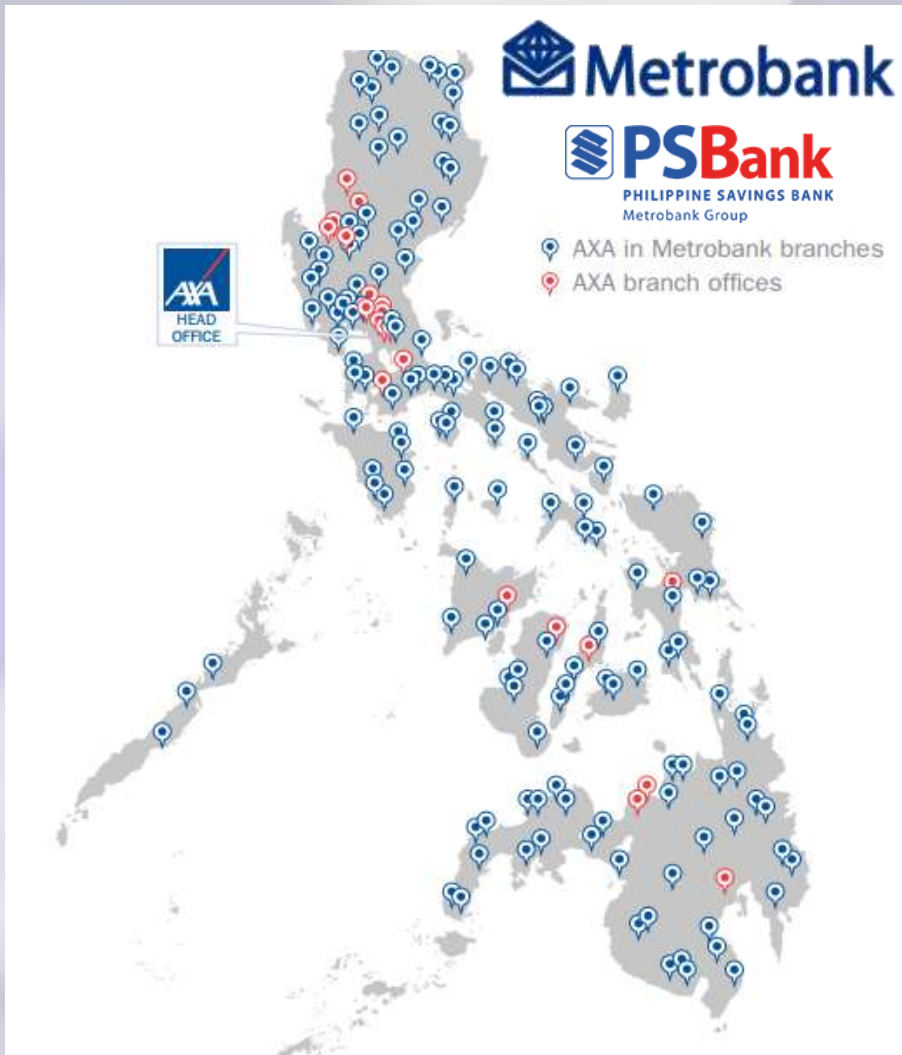 Metrobank
PSBank
PHILIPPINE SAVINGS BANK
Metrobank Group
AXA in Metrobank branches
AXA branch offices
AXA
HEAD
OFFICE